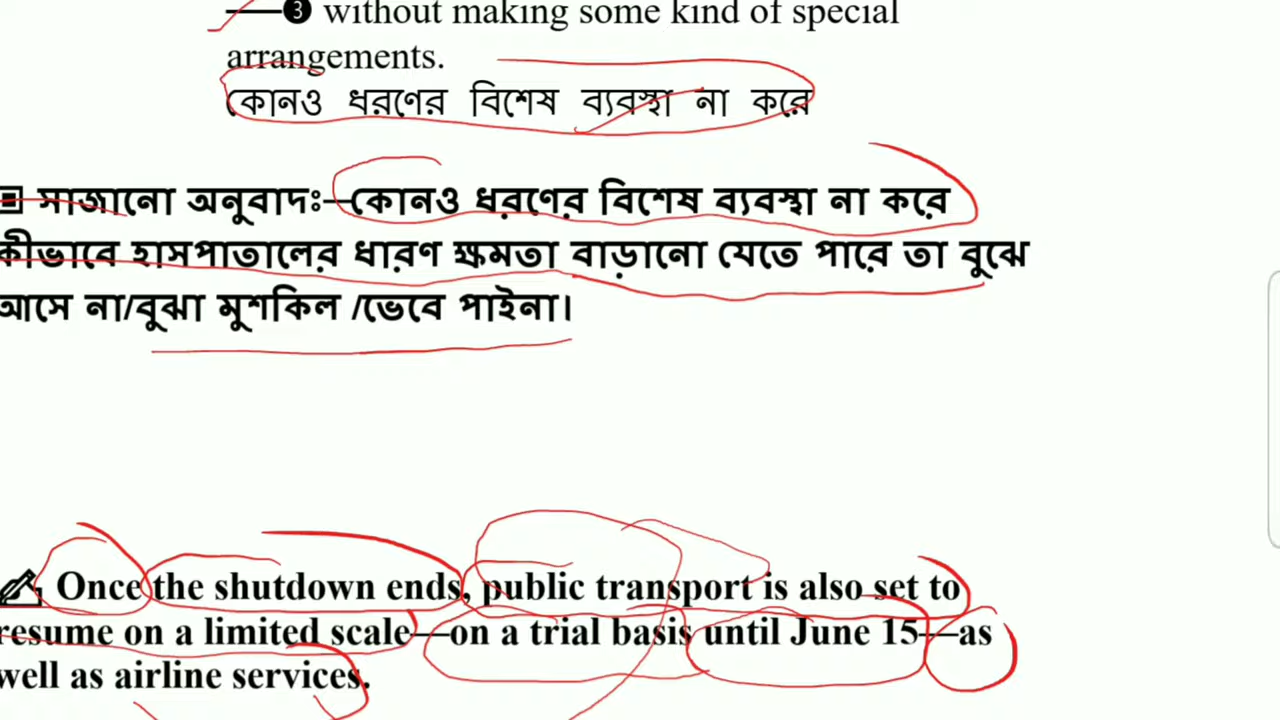 ❸ without making some kind of special
arrangements.
কোনও ধরণের বিশেষ ব্যবস্থা না করে
▣ সাজানো অনুবাদঃ—কোনও ধরণের বিশেষ ব্যবস্থা না করে
কীভাবে হাসপাতালের ধারণ ক্ষমতা বাড়ানো যেতে পারে তা বুঝে
আসে না/বুঝা মুশকিল /ভেবে পাইনা।
✍ Once the shutdown ends, public transport is also set to
resume on a limited scale—on a trial basis until June 15—as
well as airline services.